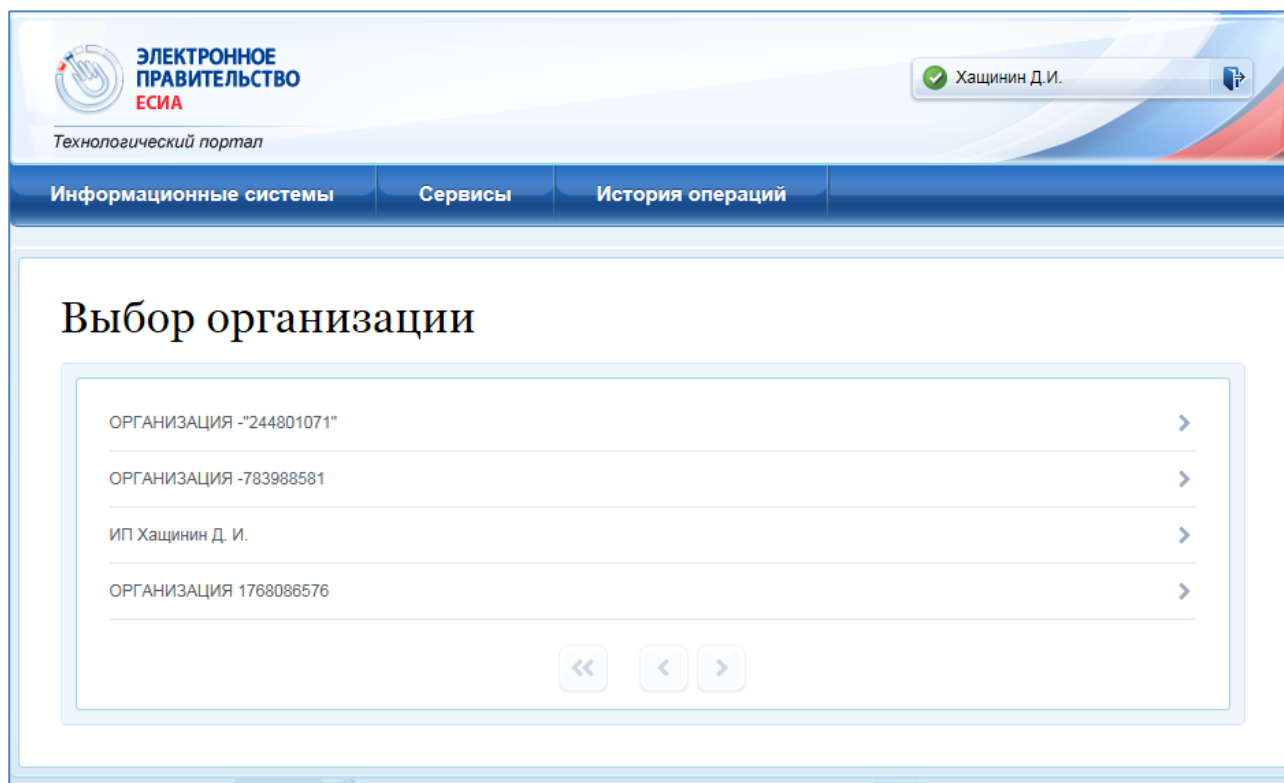 ЭЛЕКТРОННОЕ
ПРАВИТЕЛЬСТВО
ЕСИА
Технологический портал
Хащинин Д.И.
Информационные системы
Сервисы
История операций
Выбор организации
ОРГАНИЗАЦИЯ -"244801071"
ОРГАНИЗАЦИЯ -783988581
ИП Хащинин Д. И.
ОРГАНИЗАЦИЯ 1768086576